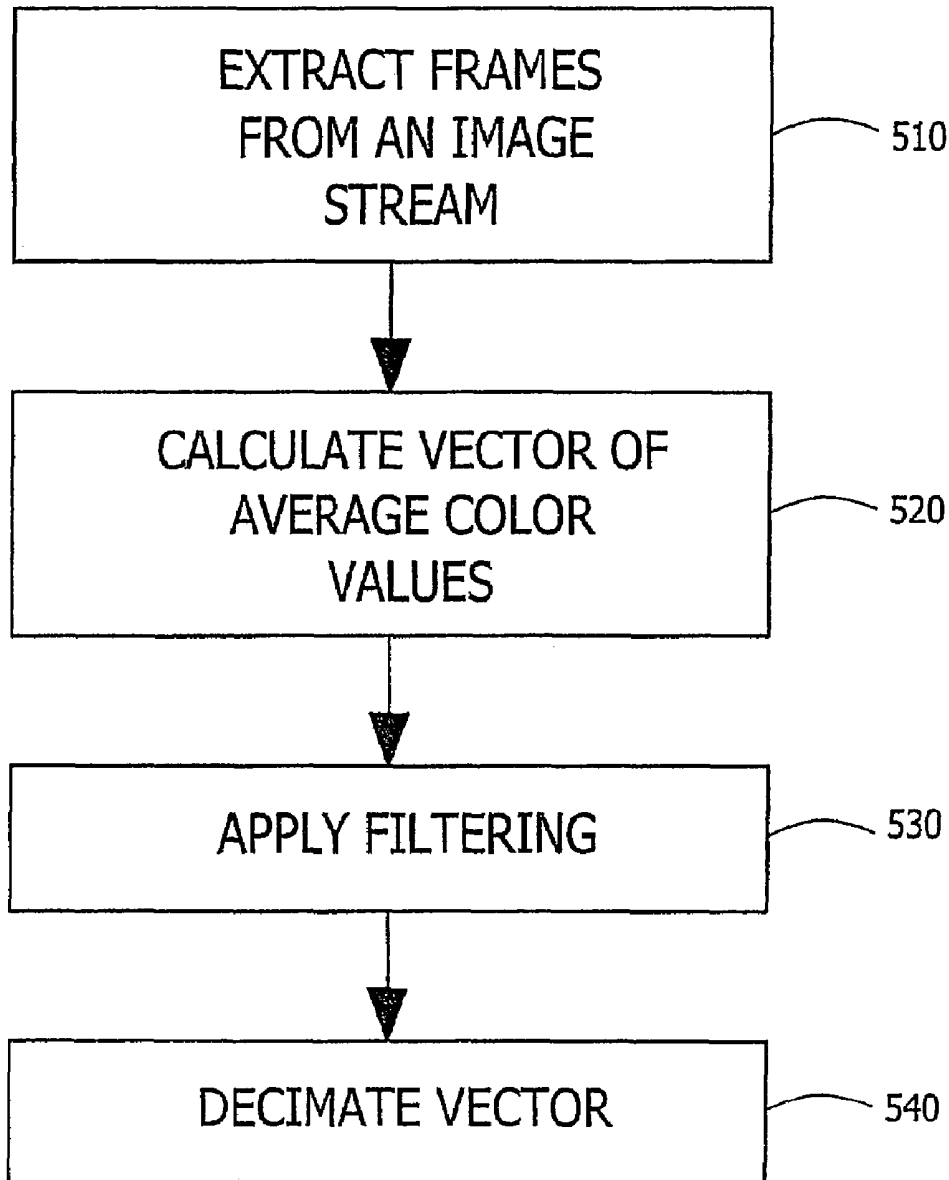 EXTRACT FRAMES
FROM AN IMAGE
STREAM
510
CALCULATE VECTOR OF
AVERAGE COLOR
VALUES
520
APPLY FILTERING
530
DECIMATE VECTOR
540